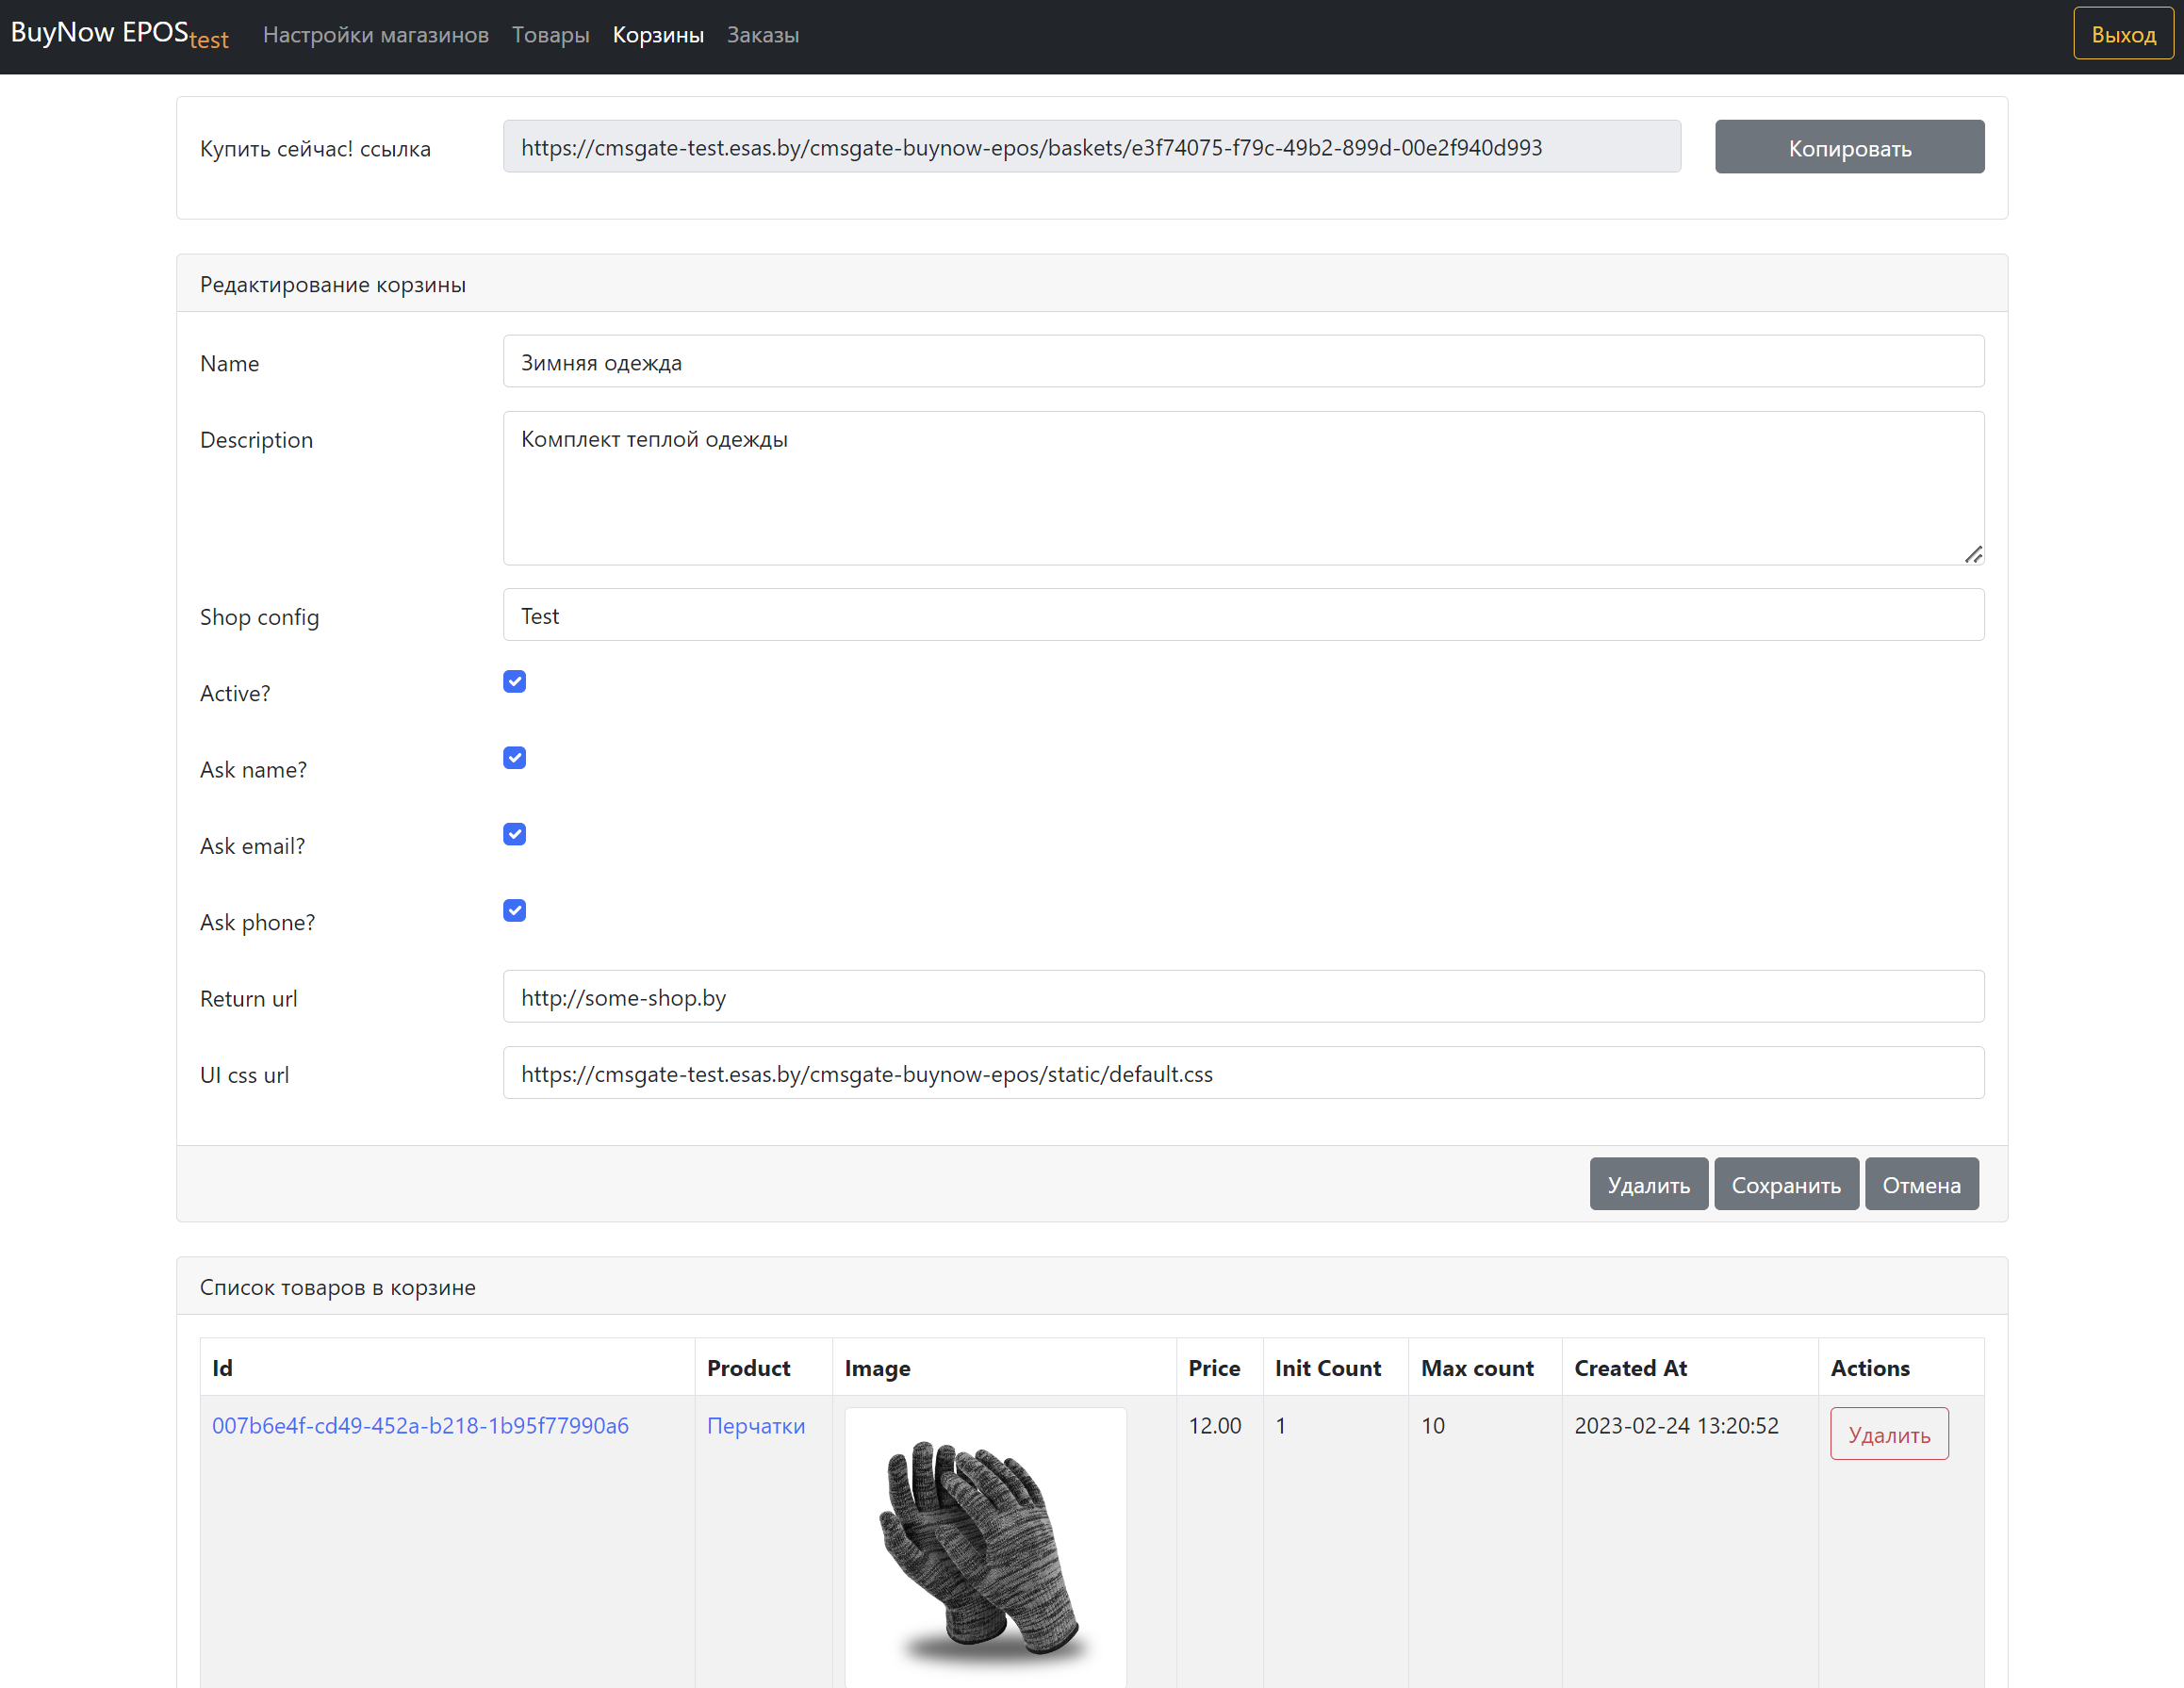 BuyNow EPOS test Настройки магазинов Товары Корзины Заказы Выход
Купить сейчас! ссылка https://cmsgate-test.esas.by/cmsgate-buynow-epos/baskets/e3f74075-f79c-49b2-899d-00e2f940d993 Копировать
Редактирование корзины
Name Зимняя одежда
Description Комплект теплой одежды
Shop config Test
Active?
Ask name?
Ask email?
Ask phone?
Return url http://some-shop.by
UI css url https://cmsgate-test.esas.by/cmsgate-buynow-epos/static/default.css
Удалить Сохранить Отмена
Список товаров в корзине
Id Product Image Price Init Count Max count Created At Actions
007b6e4f-cd49-452a-b218-1b95f77990a6 Перчатки 12.00 1 10 2023-02-24 13:20:52 Удалить